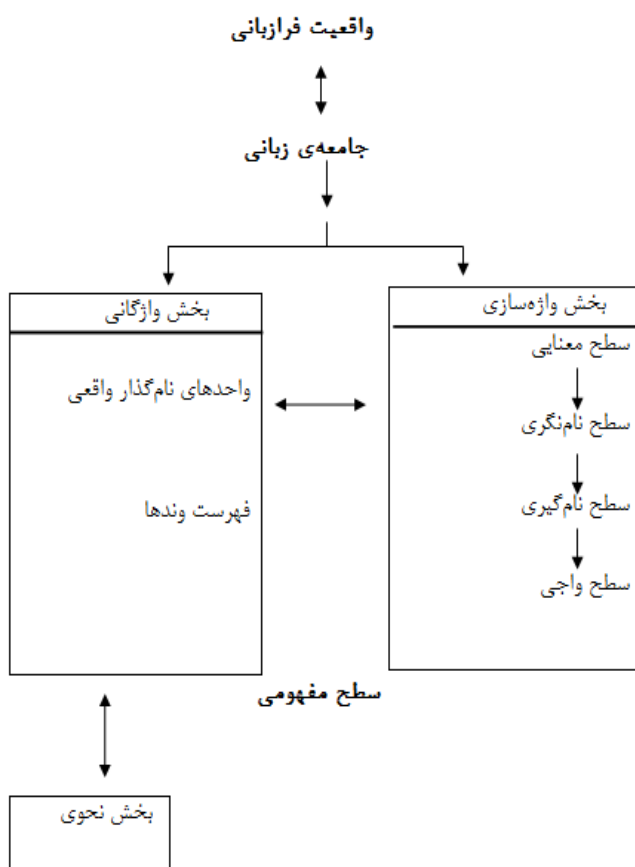 واقعیت فرازبانی
جامعه‌ی زبانی
بخش واژه‌سازی
سطح معنایی
سطح نام‌نگری
سطح نام‌گیری
سطح واجی
بخش واژگانی
واحدهای نام‌گذار واقعی
فهرست وندها
سطح مفهومی
بخش نحوی